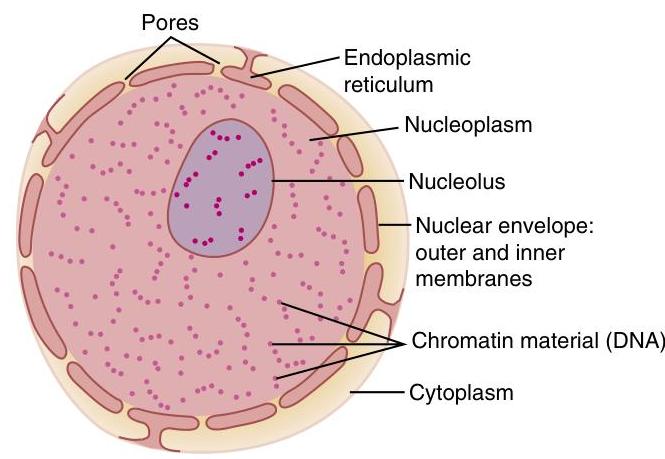 Pores
Endoplasmic
reticulum
Nucleoplasm
Nucleolus
Nuclear envelope:
outer and inner
membranes
Chromatin material (DNA)
Cytoplasm